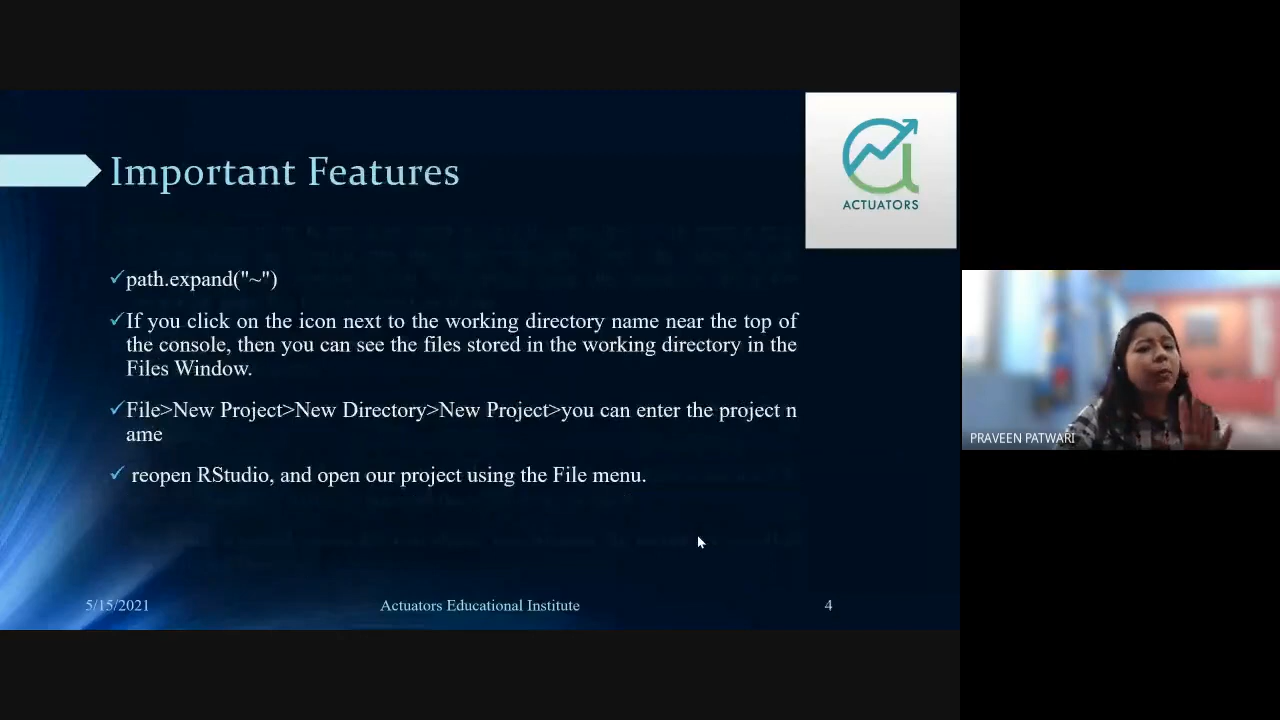 Important Features
ACTUATORS
✓path.expand("~")
✓If you click on the icon next to the working directory name near the top of
the console, then you can see the files stored in the working directory in the
Files Window.
✓File>New Project>New Directory>New Project>you can enter the project n
ame
✓ reopen RStudio, and open our project using the File menu.
PRAVEEN PATWARI
5/15/2021
Actuators Educational Institute
4